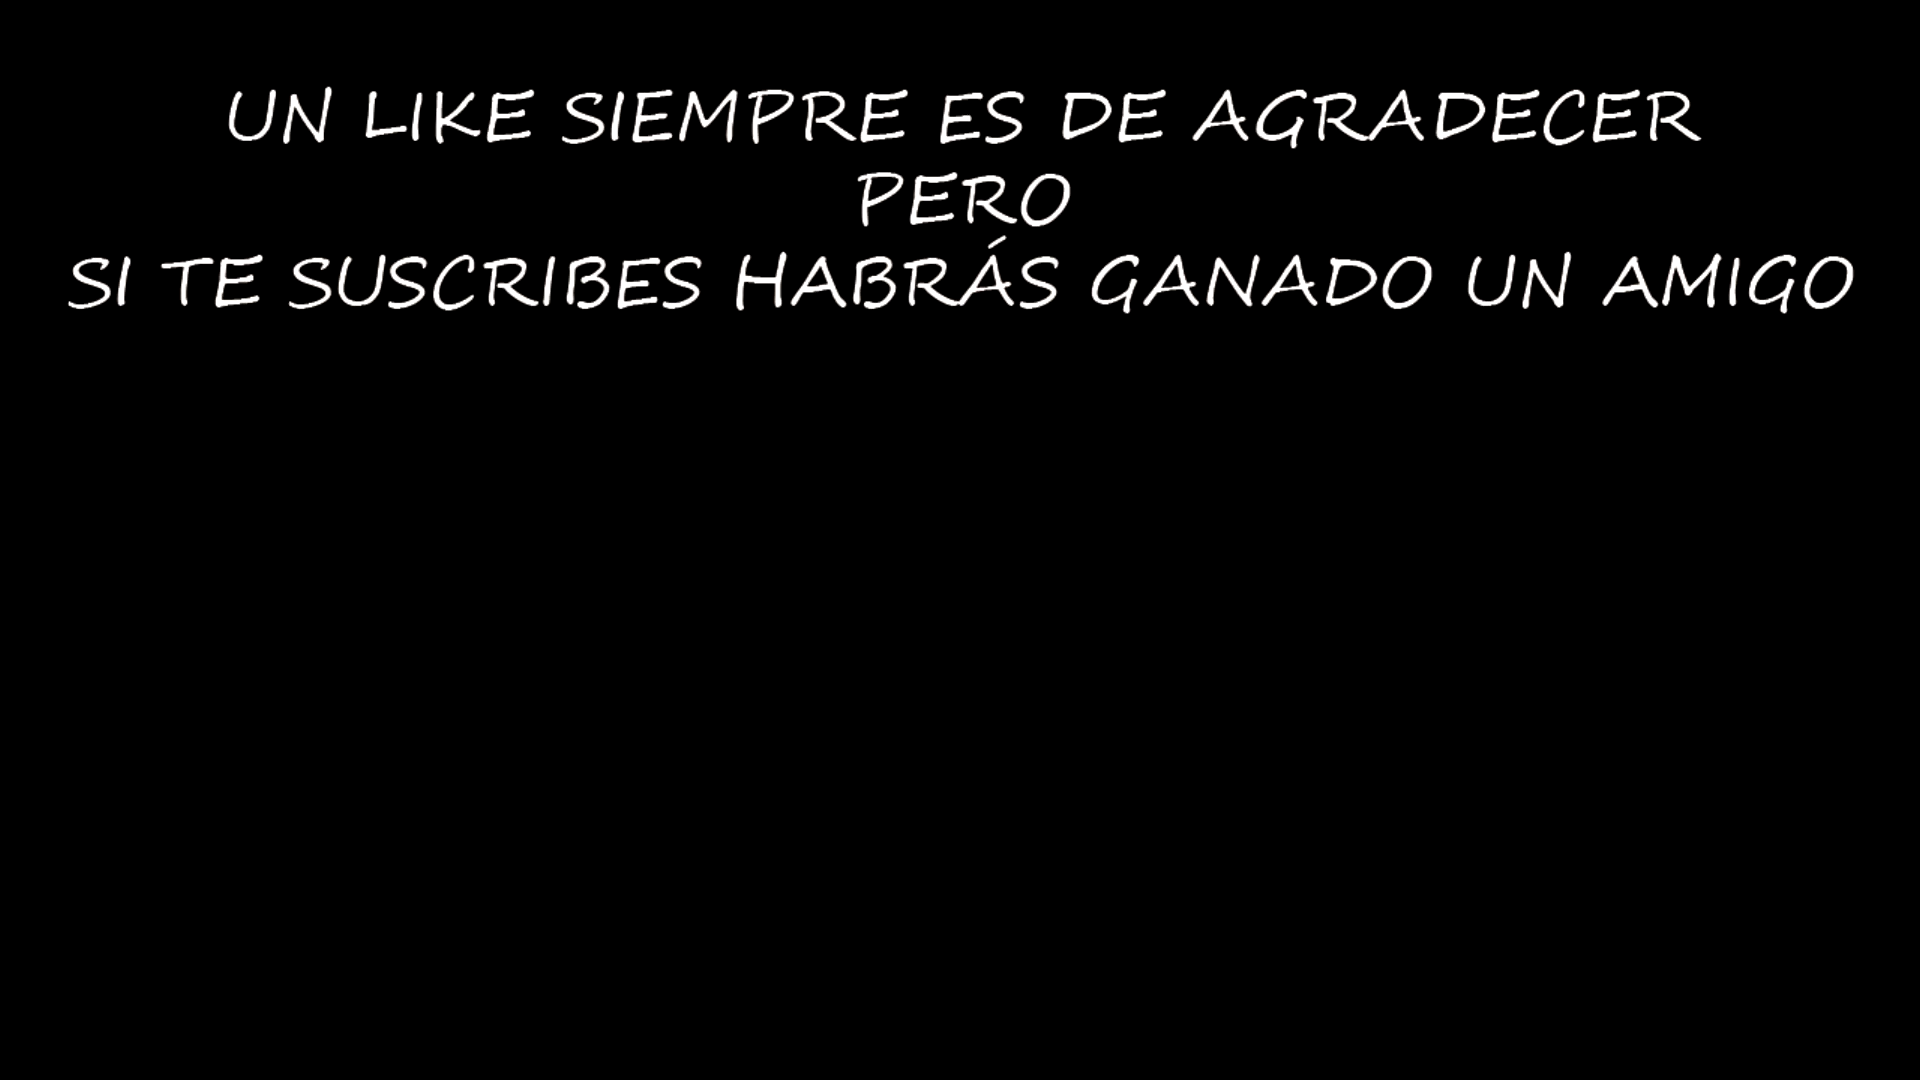 UN LIKE SIEMPRE ES DE AGRADECER
PERO
SI TE SUSCRIBES HABRÁS GANADO UN AMIGO